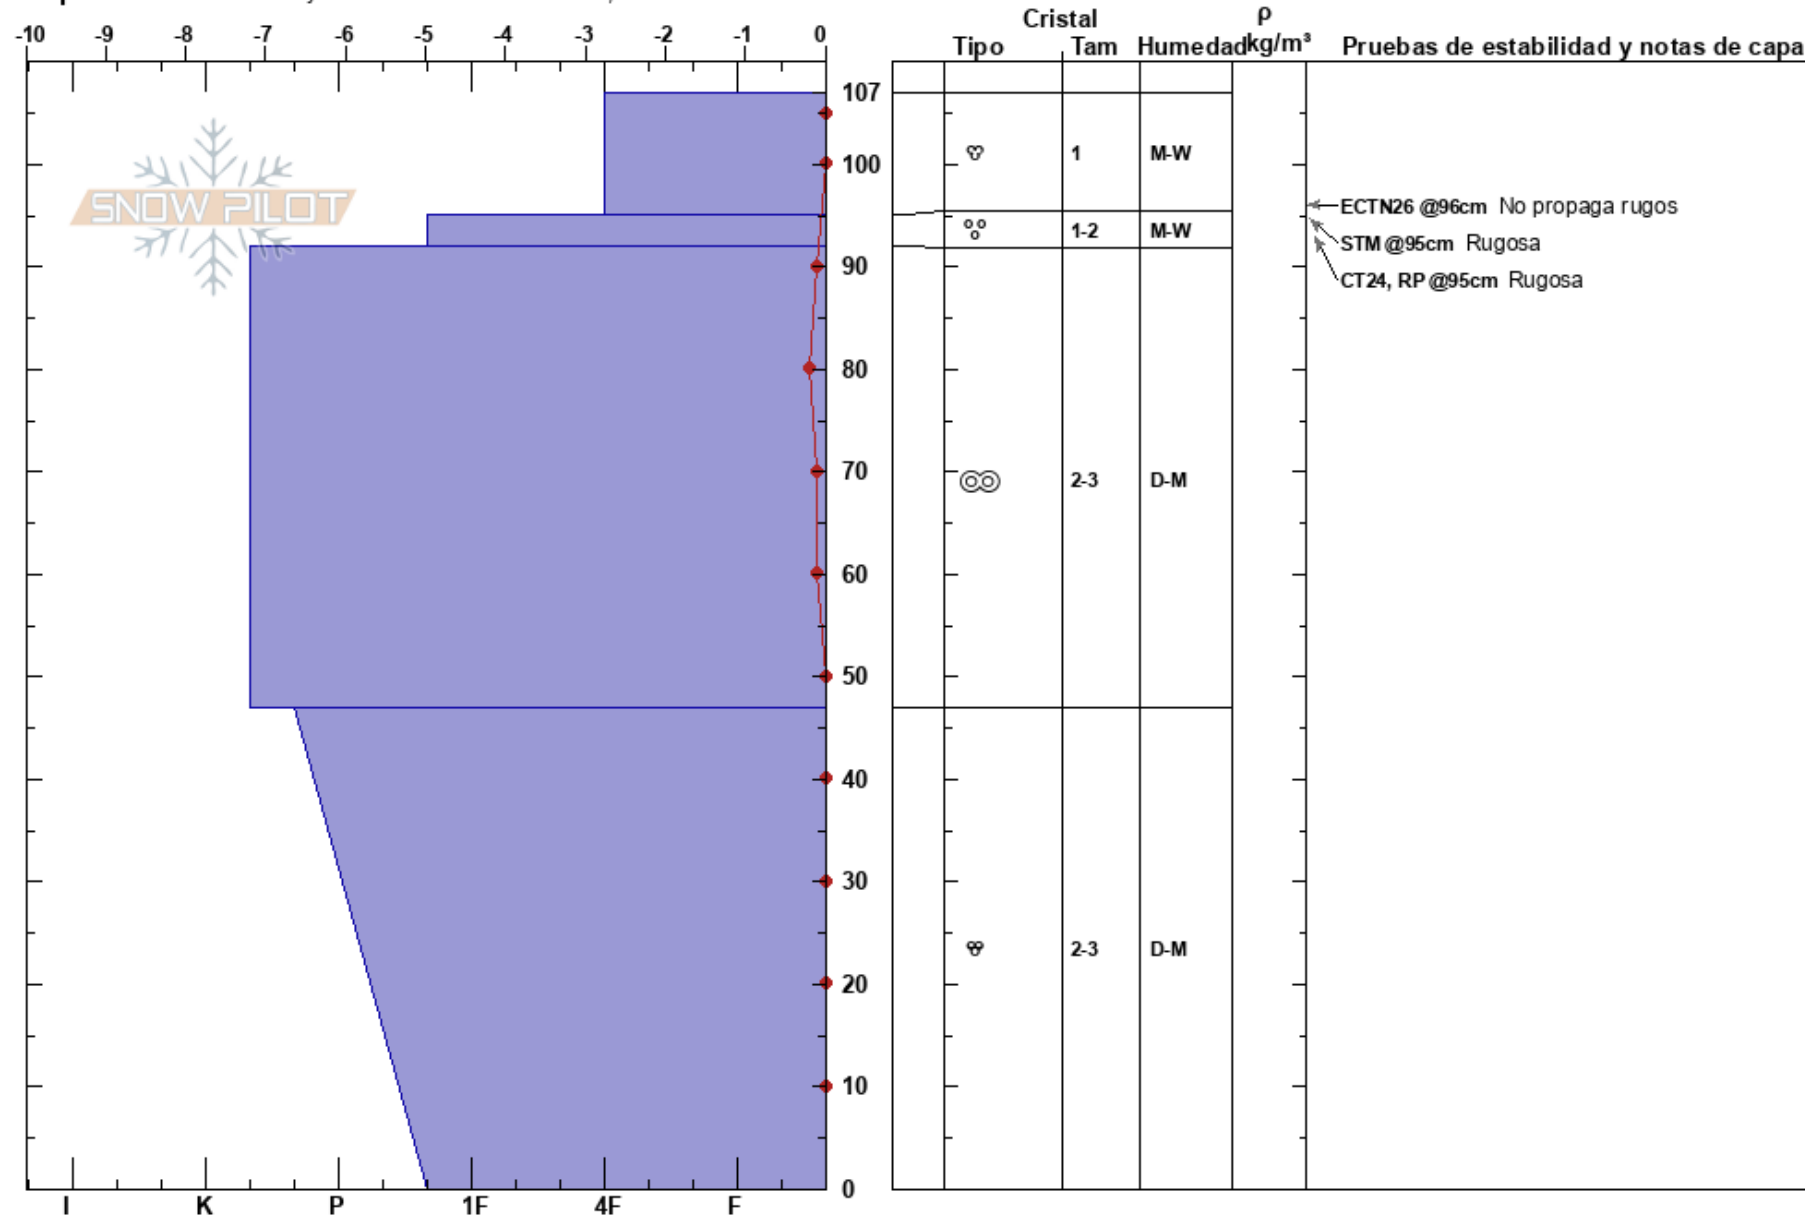 Cristal ρ
-10 -9 -8 -7 -6 -5 -4 -3 -2 -1 0 Tipo Tam Humedad kg/m³ Pruebas de estabilidad y notas de capa
107
1 M-W
100
SNOW PILOT
ECTN26 @96cm No propaga rugos
1-2 M-W
STM @95cm Rugosa
90
CT24, RP @95cm Rugosa
80
70
2-3 D-M
60
50
40
30
2-3 D-M
20
10
0
I K P 1F 4F F